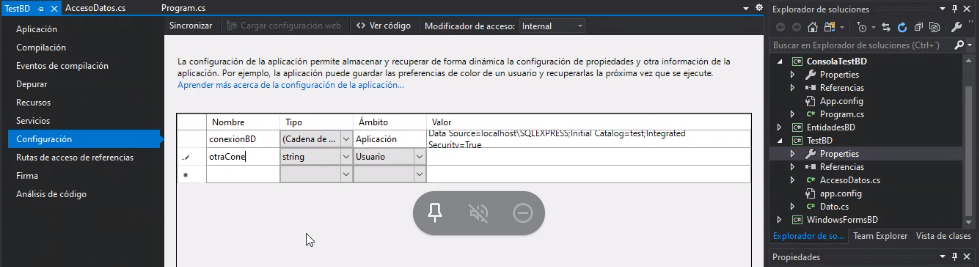 TestBD
AccesoDatos.cs
Program.cs
Aplicación
Compilación
Eventos de compilación
Depurar
Recursos
Servicios
Configuración
Rutas de acceso de referencias
Firma
Análisis de código
Sincronizar
Cargar configuración web
Ver código
Modificador de acceso:
Internal
La configuración de la aplicación permite almacenar y recuperar de forma dinámica la configuración de propiedades y otra información de la
aplicación. Por ejemplo, la aplicación puede guardar las preferencias de color de un usuario y recuperarlas la próxima vez que se ejecute.
Aprender más acerca de la configuración de la aplicación...
Nombre Tipo Ámbito Valor
conexionBD (Cadena de ... Aplicación Data Source=localhost\SQLEXPRESS;Initial Catalog=test;Integrated
Security=True
otraCone string Usuario
Explorador de soluciones
Buscar en Explorador de soluciones (
ConsolaTestBD
Properties
Referencias
App.config
Program.cs
EntidadesBD
TestBD
Properties
Referencias
AccesoDatos.cs
app.config
Dato.cs
WindowsFormsBD
Explorador de so... Team Explorer Vista de clases
Propiedades